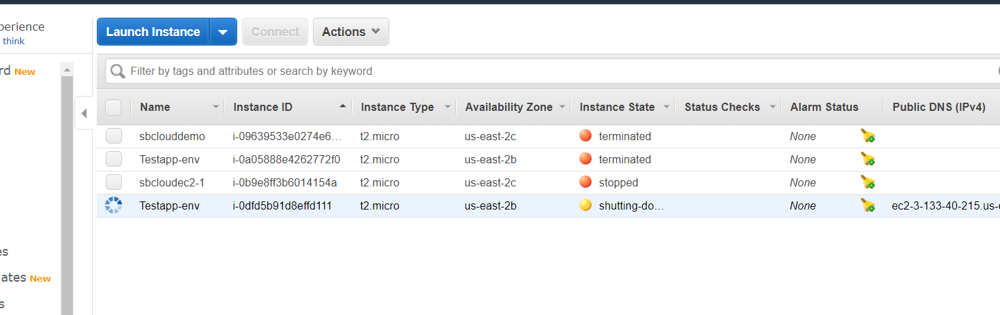 perience
think
rd New
es
ates New
s
Launch Instance Connect Actions
Filter by tags and attributes or search by keyword
Name Instance ID Instance Type Availability Zone Instance State Status Checks Alarm Status Public DNS (IPv4)
sbclouddemo i-09639533e0274e6... t2.micro us-east-2c terminated None
Testapp-env i-0a05888e4262772f0 t2.micro us-east-2b terminated None
sbcloudec2-1 i-0b9e8ff3b6014154a t2.micro us-east-2c stopped None
Testapp-env i-0dfd5b91d8effd111 t2.micro us-east-2b shutting-do... None ec2-3-133-40-215.us-e